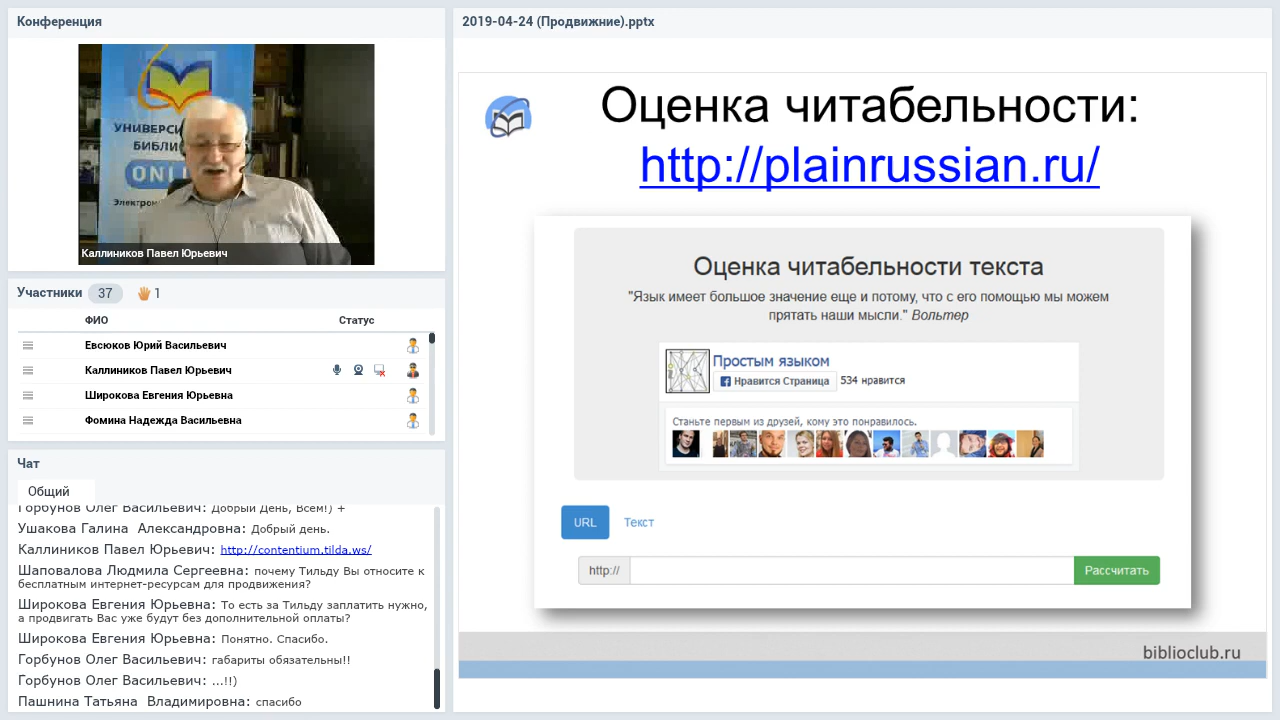 Конференция
УНИВЕРСИ
БИБЛИ
ONLI
Электрон
Каллиников Павел Юрьевич
Участники 37 1
ФИО Статус
Евсюков Юрий Васильевич
Каллиников Павел Юрьевич
Широкова Евгения Юрьевна
Фомина Надежда Васильевна
Чат
Общий
Горбунов Олег Васильевич: Добрый День, Всем!) +
Ушакова Галина Александровна: Добрый день.
Каллиников Павел Юрьевич: http://contentium.tilda.ws/
Шаповалова Людмила Сергеевна: почему Тильду Вы относите к
бесплатным интернет-ресурсам для продвижения?
Широкова Евгения Юрьевна: То есть за Тильду заплатить нужно,
а продвигать Вас уже будут без дополнительной оплаты?
Широкова Евгения Юрьевна: Понятно. Спасибо.
Горбунов Олег Васильевич: габариты обязательны!!
Горбунов Олег Васильевич: ...!!)
Пашнина Татьяна Владимировна: спасибо
2019-04-24 (Продвижние).pptx
Оценка читабельности:
http://plainrussian.ru/
Оценка читабельности текста
"Язык имеет большое значение еще и потому, что с его помощью мы можем
прятать наши мысли." Вольтер
Простым языком
Нравится Страница 534 нравится
Станьте первым из друзей, кому это понравилось.
URL Текст
http:// Рассчитать
biblioclub.ru